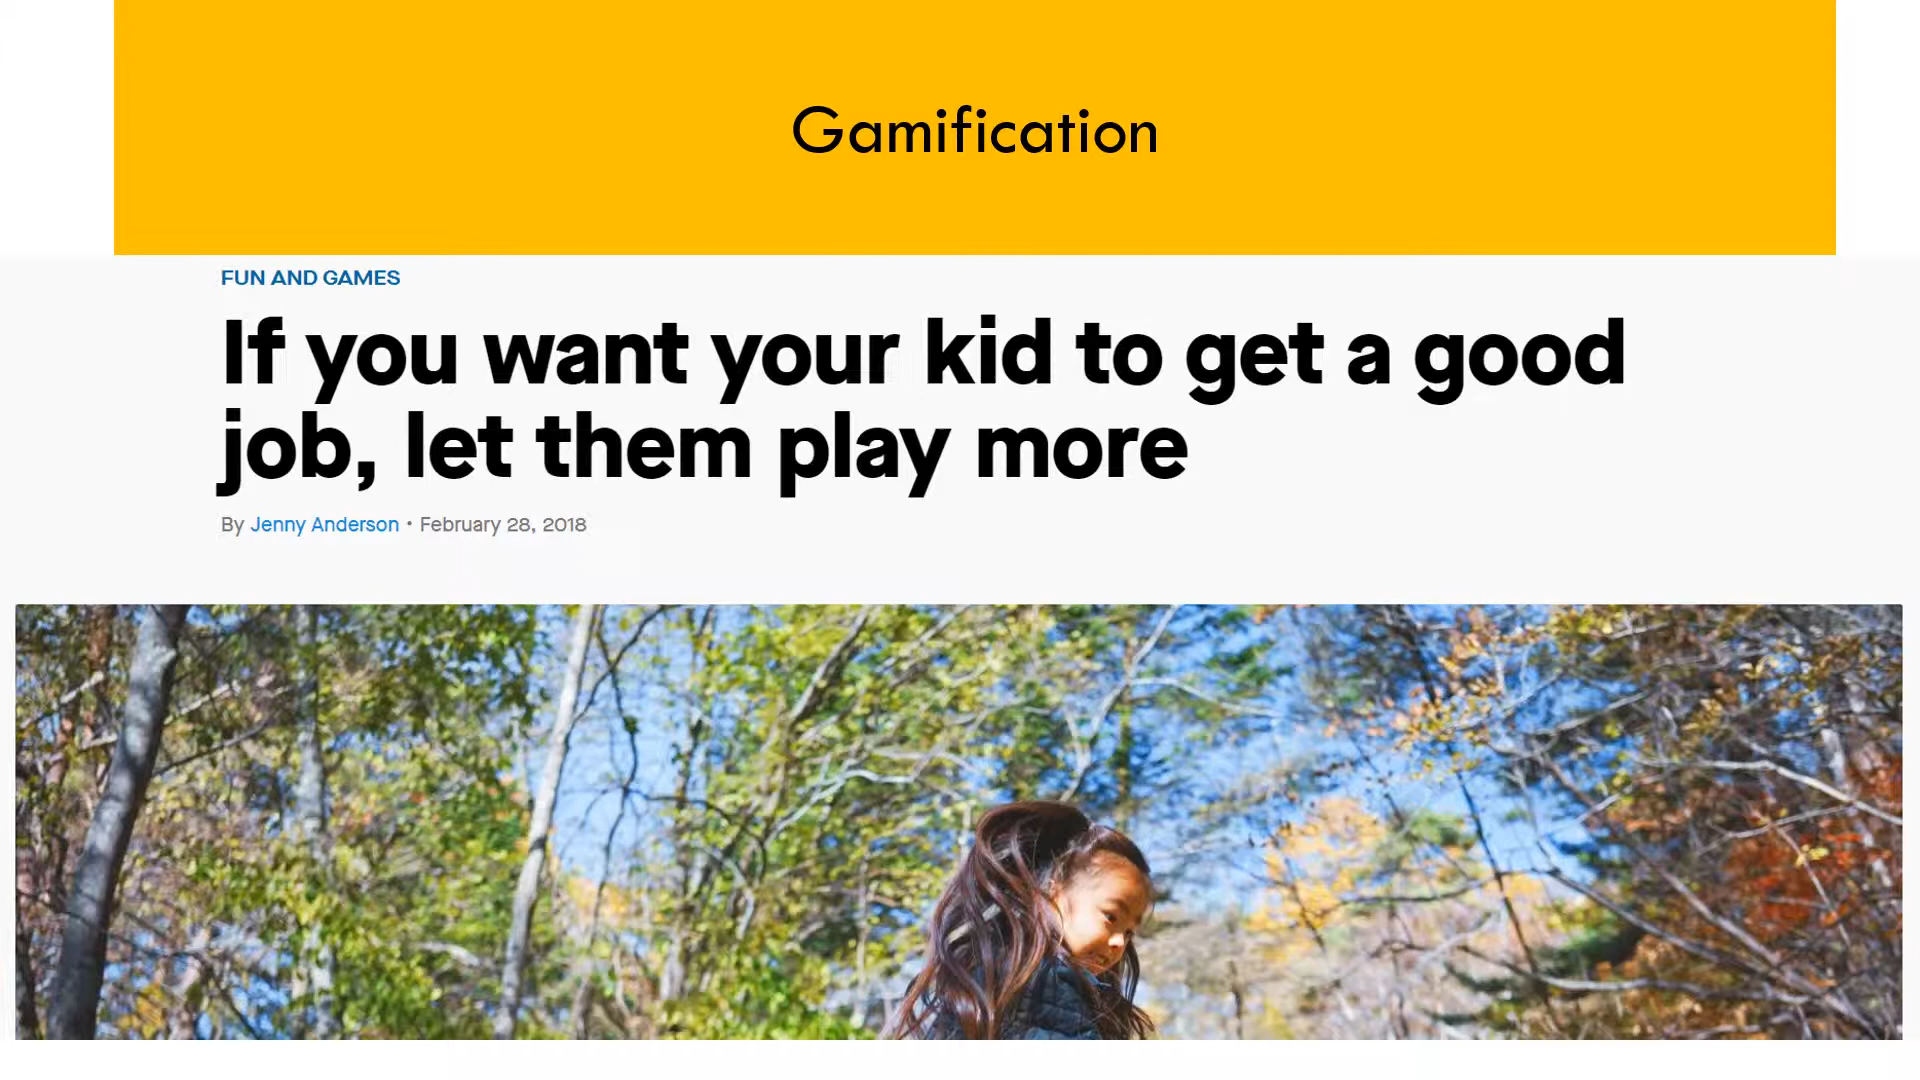 Gamification
FUN AND GAMES
If you want your kid to get a good
job, let them play more
By Jenny Anderson • February 28, 2018